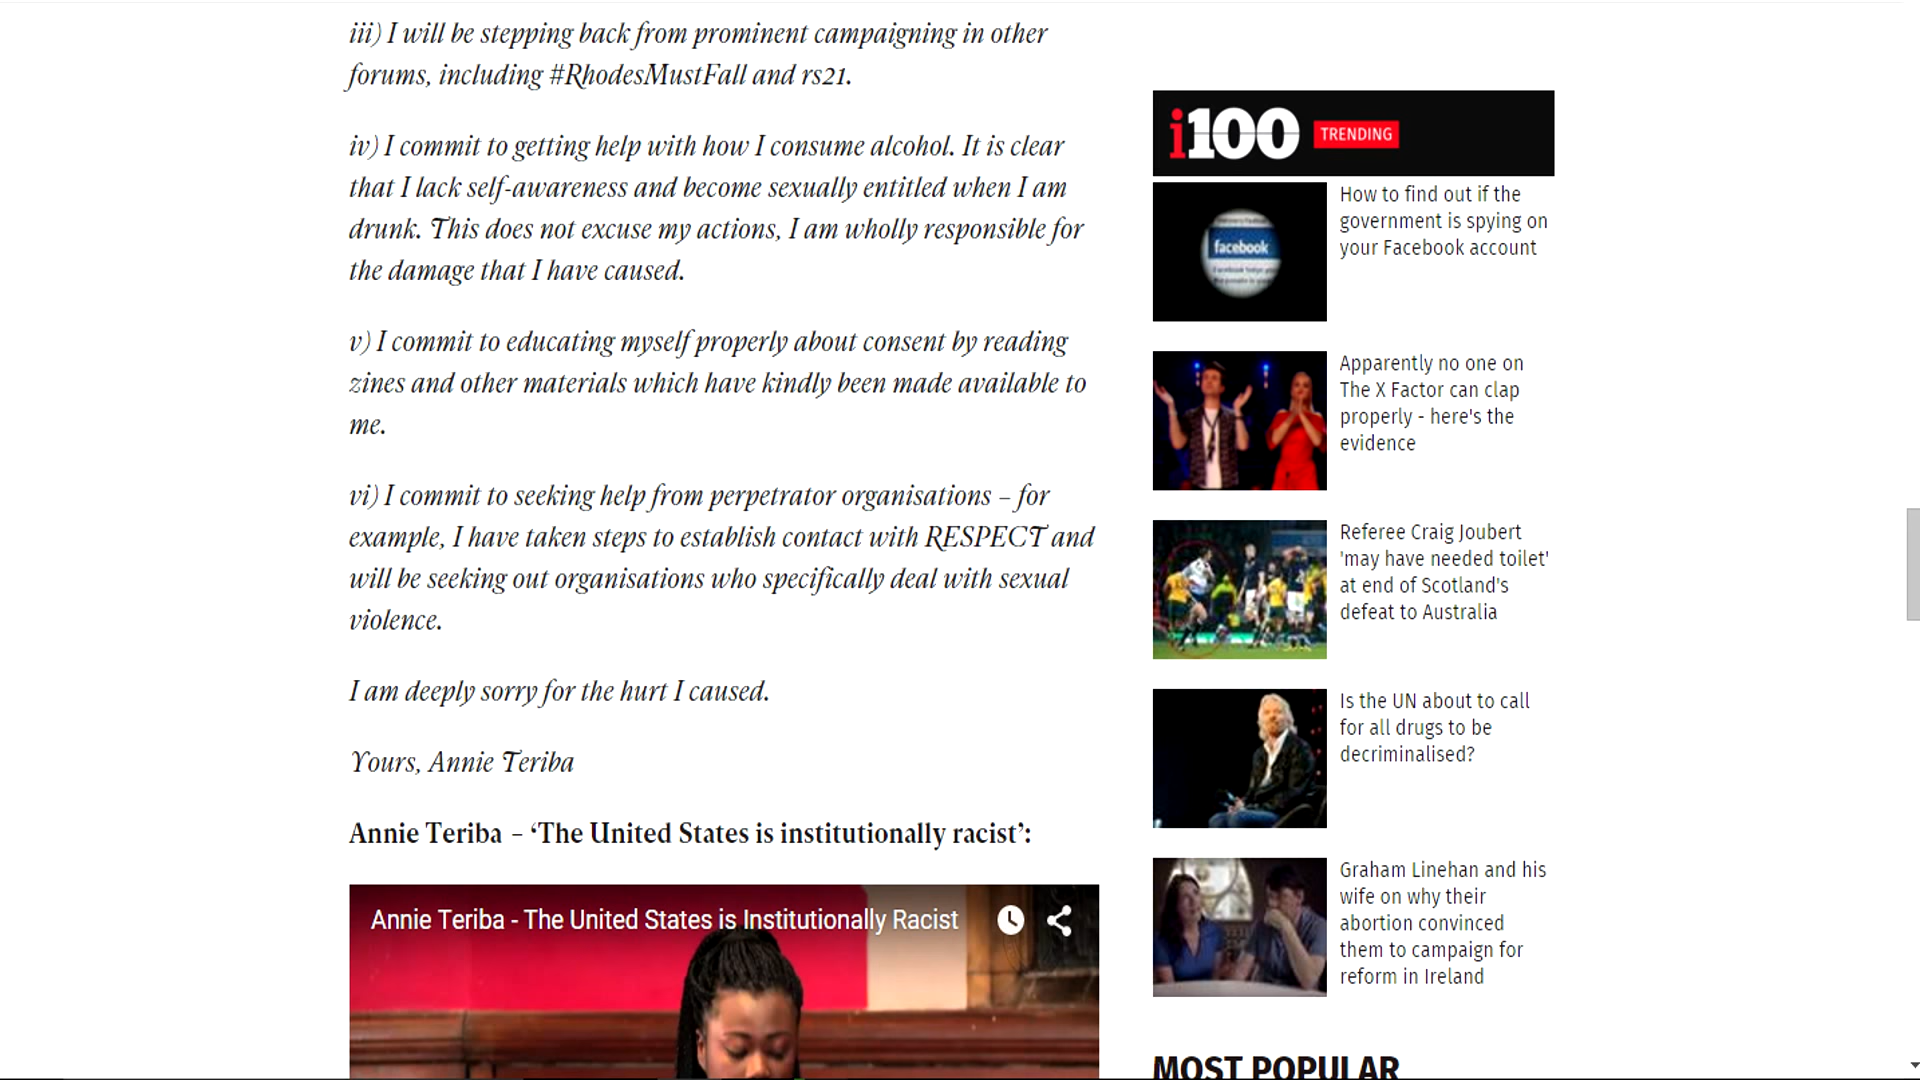 iii) I will be stepping back from prominent campaigning in other
forums, including #RhodesMustFall and rs21.
iv) I commit to getting help with how I consume alcohol. It is clear
that I lack self-awareness and become sexually entitled when I am
drunk. This does not excuse my actions, I am wholly responsible for
the damage that I have caused.
v) I commit to educating myself properly about consent by reading
zines and other materials which have kindly been made available to
me.
vi) I commit to seeking help from perpetrator organisations – for
example, I have taken steps to establish contact with RESPECT and
will be seeking out organisations who specifically deal with sexual
violence.
I am deeply sorry for the hurt I caused.
Yours, Annie Teriba
Annie Teriba – ‘The United States is institutionally racist’:
Annie Teriba - The United States is Institutionally Racist
i100 TRENDING
facebook
How to find out if the
government is spying on
your Facebook account
Apparently no one on
The X Factor can clap
properly - here's the
evidence
Referee Craig Joubert
'may have needed toilet'
at end of Scotland's
defeat to Australia
Is the UN about to call
for all drugs to be
decriminalised?
Graham Linehan and his
wife on why their
abortion convinced
them to campaign for
reform in Ireland
MOST POPULAR